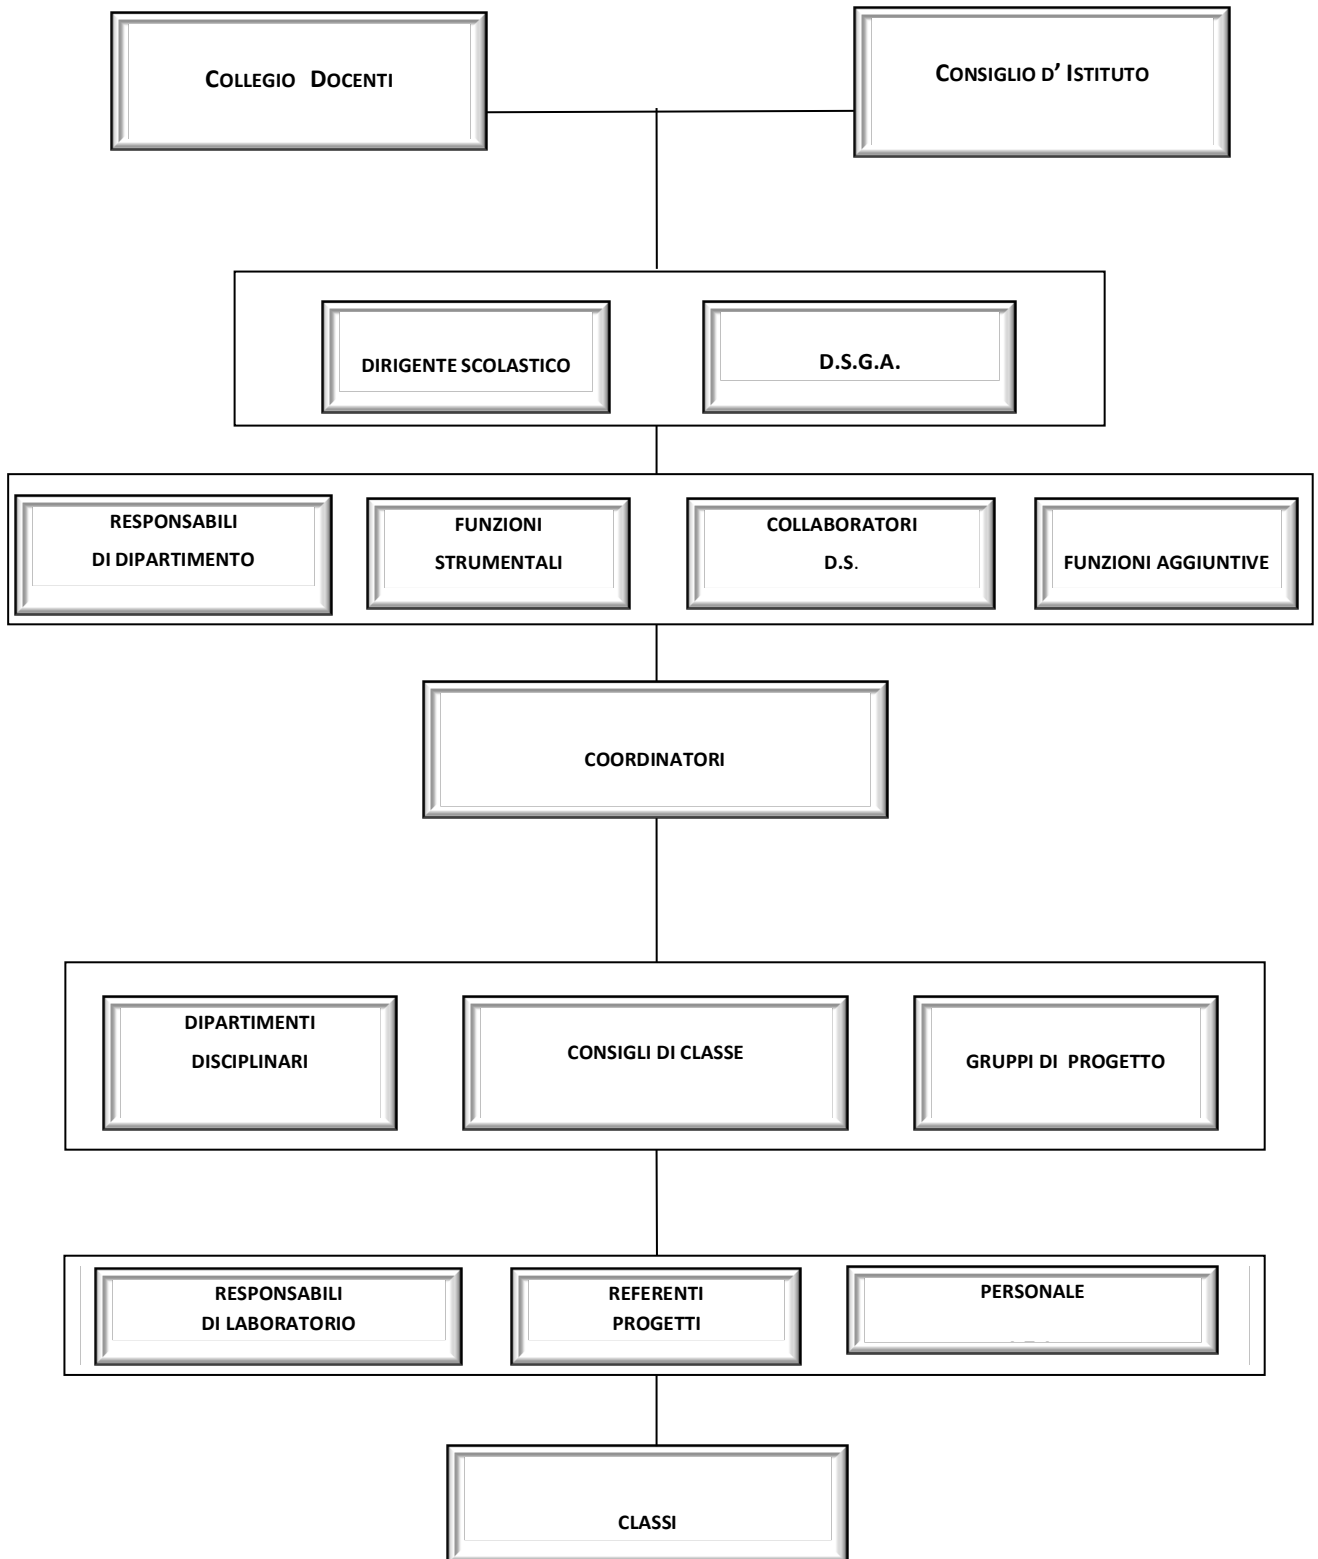 COLLEGIO DOCENTI
CONSIGLIO D' ISTITUTO
DIRIGENTE SCOLASTICO
D.S.G.A.
RESPONSABILI
DI DIPARTIMENTO
FUNZIONI
STRUMENTALI
COLLABORATORI
D.S.
FUNZIONI AGGIUNTIVE
COORDINATORI
DIPARTIMENTI
DISCIPLINARI
CONSIGLI DI CLASSE
GRUPPI DI PROGETTO
RESPONSABILI
DI LABORATORIO
REFERENTI
PROGETTI
PERSONALE
CLASSI